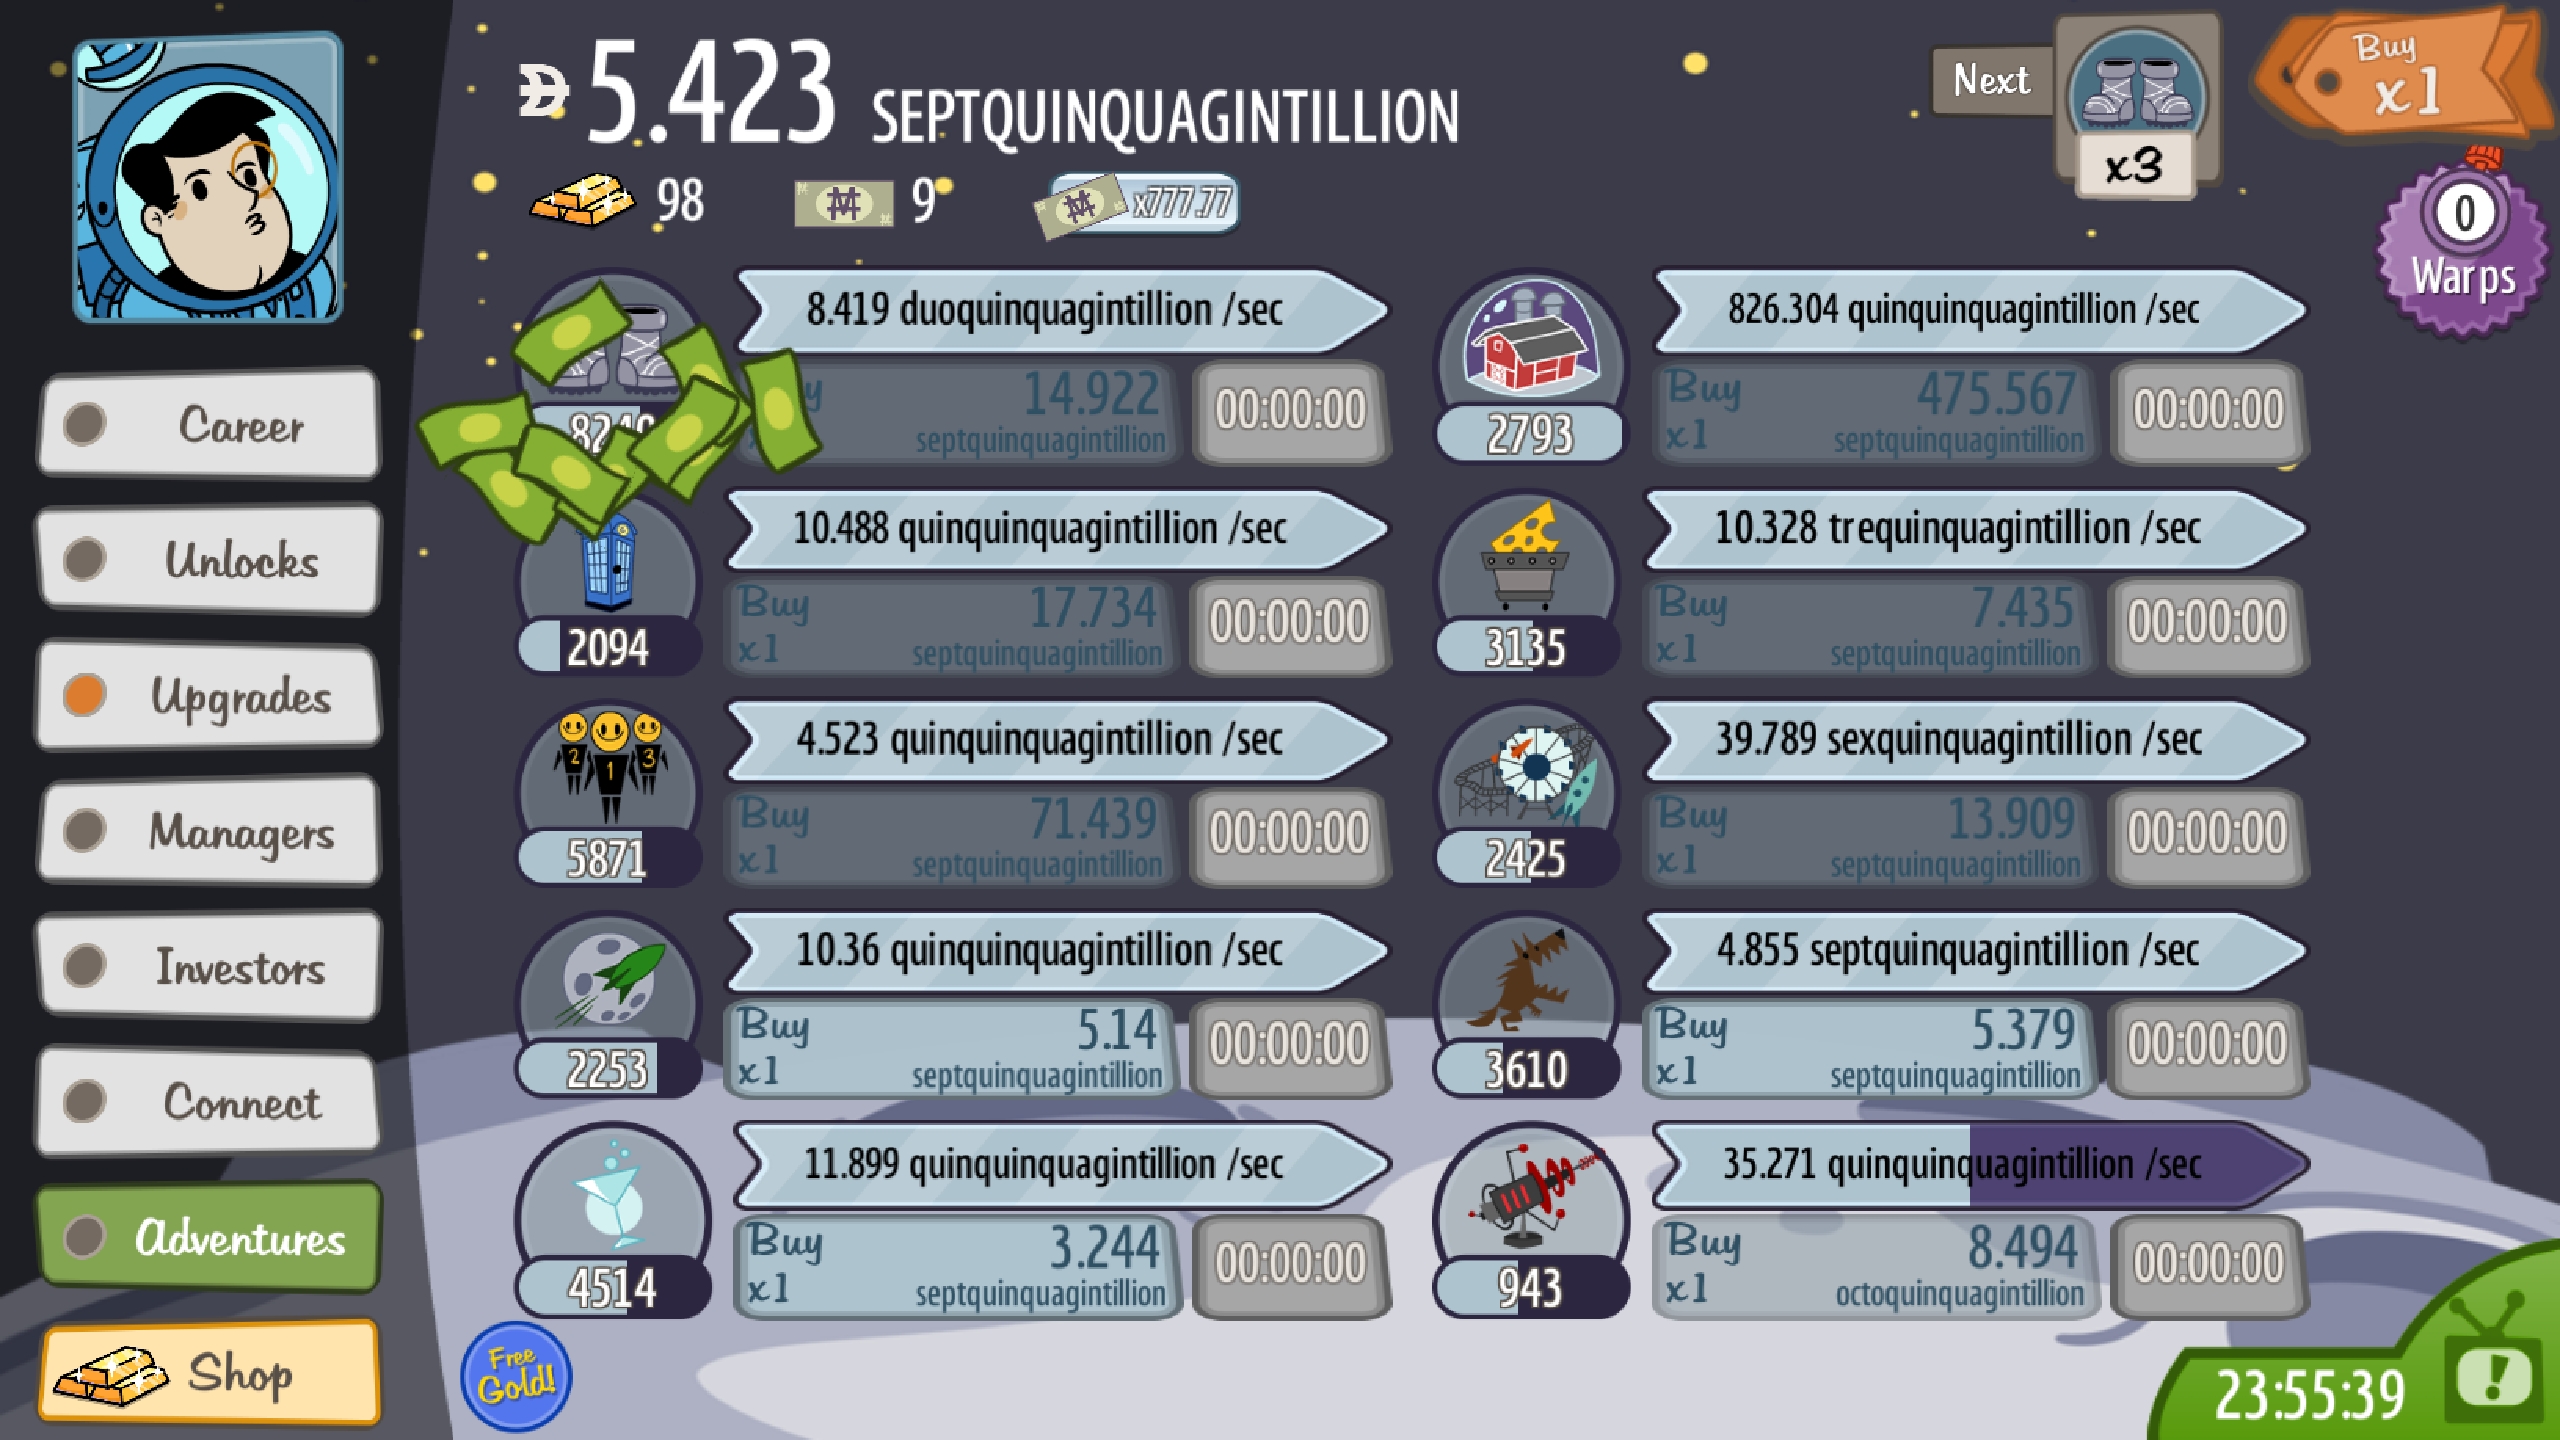 5.423 SEPTQUINQUAGINTILLION
98 9 x777.77
Next
x3
Buy
x1
0
Warps
Career
Unlocks
Upgrades
Managers
Investors
Connect
Adventures
Shop
8.419 duoquinquagintillion /sec
14.922
septquinquagintillion
00:00:00
10.488 quinquinquagintillion /sec
2094
Buy 17.734
x1 septquinquagintillion
00:00:00
2 1 3
4.523 quinquinquagintillion /sec
5871
Buy 71.439
x1 septquinquagintillion
00:00:00
10.36 quinquinquagintillion /sec
2253
Buy 5.14
x1 septquinquagintillion
00:00:00
11.899 quinquinquagintillion /sec
4514
Buy 3.244
x1 septquinquagintillion
00:00:00
826.304 quinquinquagintillion /sec
2793
Buy 475.567
x1 septquinquagintillion
00:00:00
10.328 trequinquagintillion /sec
3135
Buy 7.435
x1 septquinquagintillion
00:00:00
39.789 sexquinquagintillion /sec
2425
Buy 13.909
x1 septquinquagintillion
00:00:00
4.855 septquinquagintillion /sec
3610
Buy 5.379
x1 septquinquagintillion
00:00:00
35.271 quinquinquagintillion /sec
943
Buy 8.494
x1 octoquinquagintillion
00:00:00
Free
Gold!
23:55:39